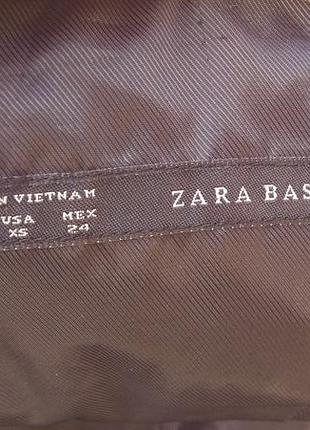 N VIETNAM
USA MEX
XS 24
ZARA BAS